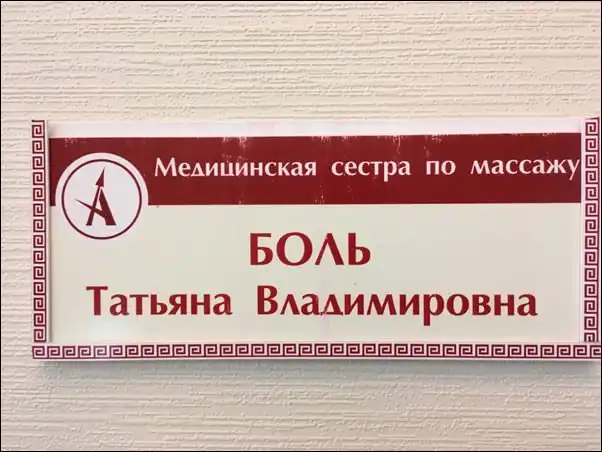 Медицинская сестра по массажу
БОЛЬ
Татьяна Владимировна